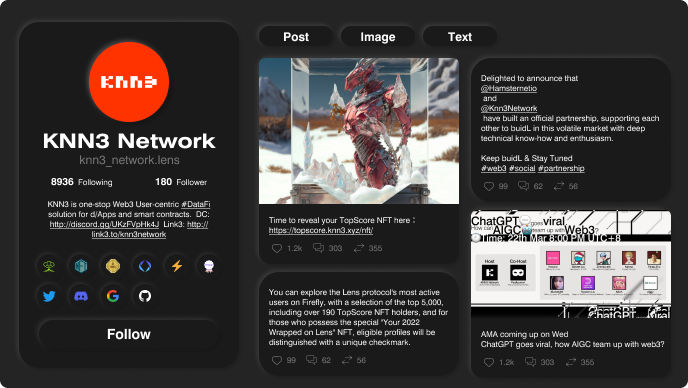 KNN3
KNN3 Network
knn3_network.lens
8936 Following 180 Follower
KNN3 is one-stop Web3 User-centric #DataFi
solution for d/Apps and smart contracts. DC:
http://discord.gg/UKzFVpHk4J Link3: http://
link3.to/knn3network
Follow
Post Image Text
Time to reveal your TopScore NFT here：
https://topscore.knn3.xyz/nft/
1.2k 303 355
You can explore the Lens protocol's most active
users on Firefly, with a selection of the top 5,000,
including over 190 TopScore NFT holders, and for
those who possess the special "Your 2022
Wrapped on Lens" NFT, eligible profiles will be
distinguished with a unique checkmark.
99 62 56
Delighted to announce that
@Hamsternetio
and
@Knn3Network
have built an official partnership, supporting each
other to buidL in this volatile market with deep
technical know-how and enthusiasm.
Keep buidL & Stay Tuned
#web3 #social #partnership
99 62 56
ChatGPT goes viral
How can AIGC team up with Web3?
Time: 22th Mar 6:00 PM UTC+8
Host Co-Host
ChatGPT goes viral
AMA coming up on Wed
ChatGPT goes viral, how AIGC team up with web3?
1.2k 303 355